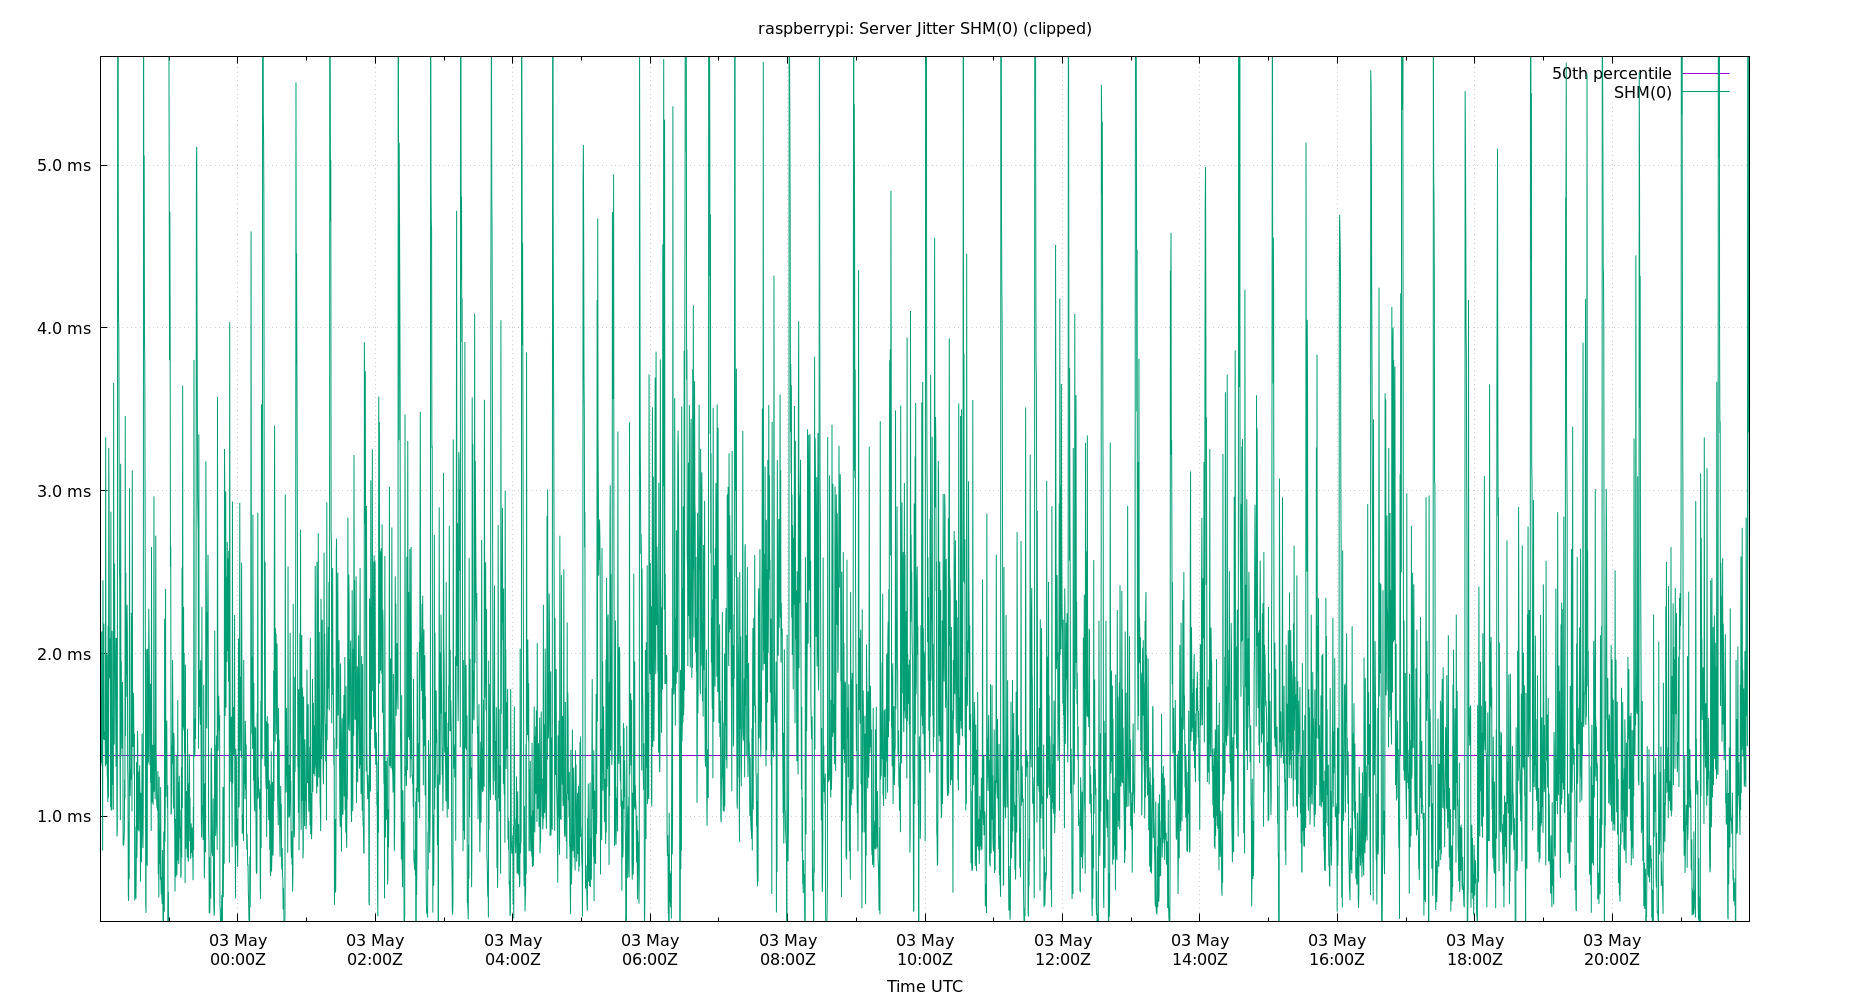 raspberrypi: Server Jitter SHM(0) (clipped)
50th percentile
SHM(0)
5.0 ms
4.0 ms
3.0 ms
2.0 ms
1.0 ms
03 May 03 May 03 May 03 May 03 May 03 May 03 May 03 May 03 May 03 May 03 May
00:00Z 02:00Z 04:00Z 06:00Z 08:00Z 10:00Z 12:00Z 14:00Z 16:00Z 18:00Z 20:00Z
Time UTC